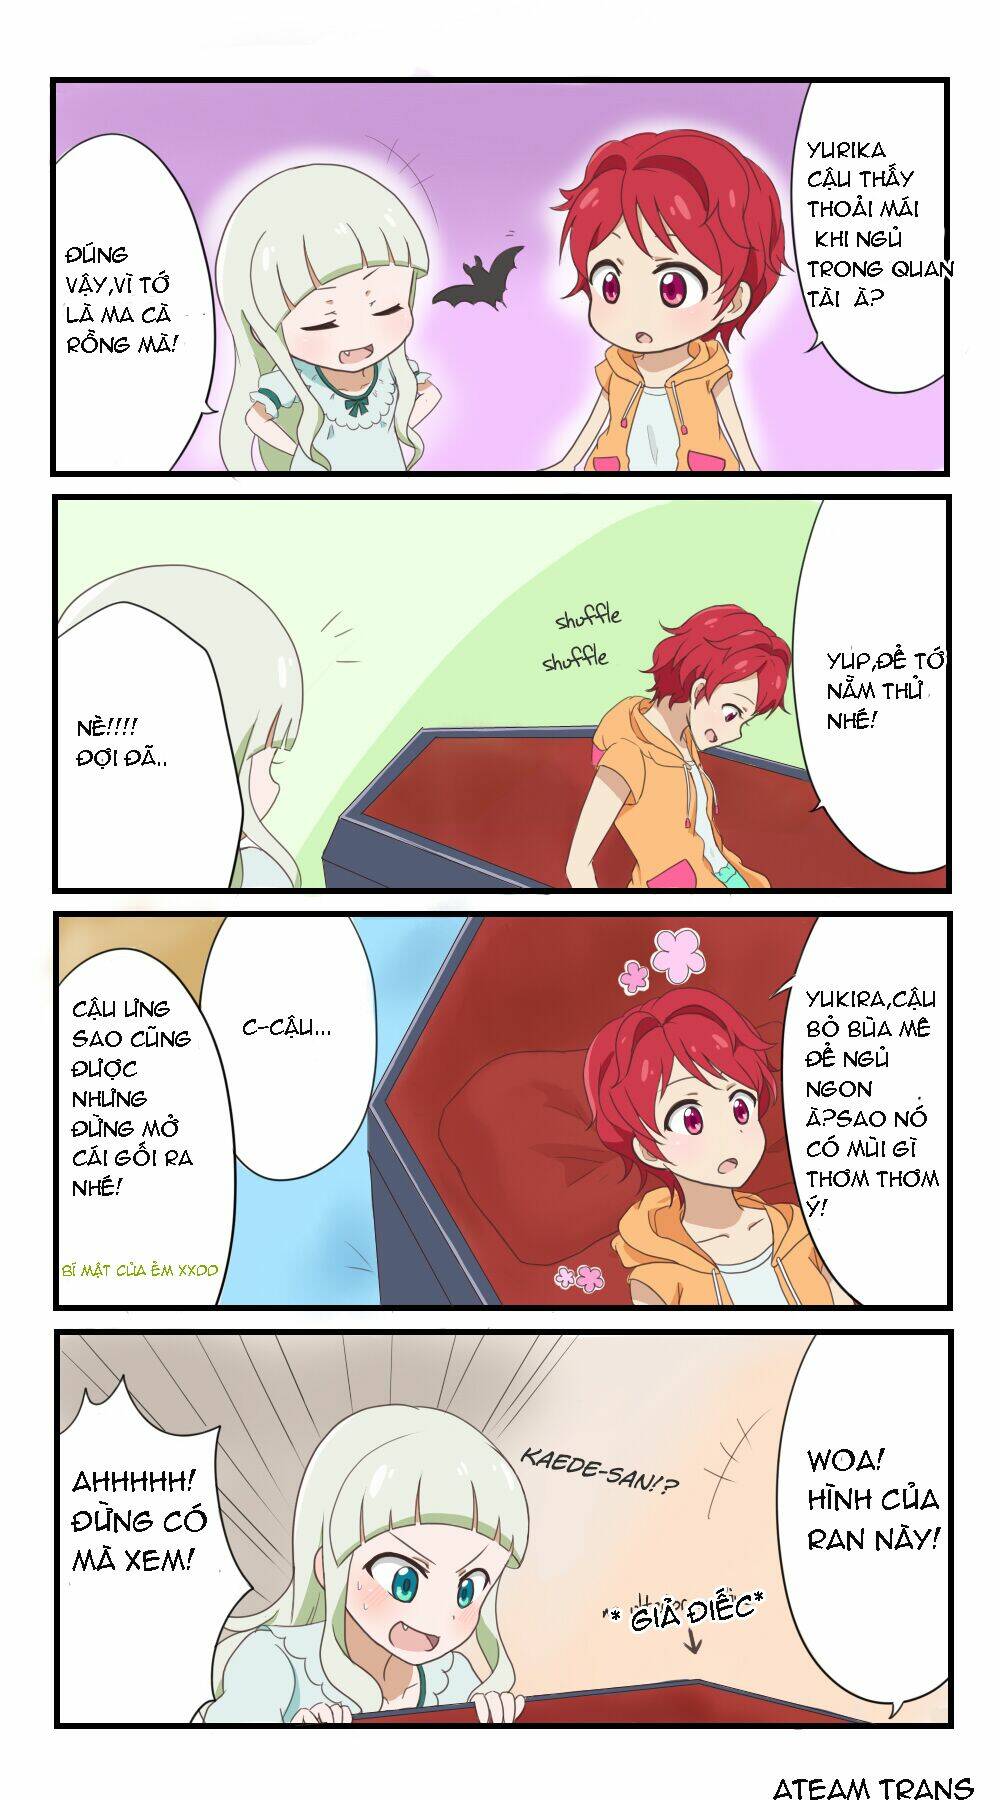 YURIKA
CẬU THẤY
THOẢI MÁI
KHI NGỦ
TRONG QUAN
TÀI À?
ĐÚNG
VẬY,VÌ TỚ
LÀ MA CÀ
RỒNG MÀ!
YUP,ĐỂ TỚ
NẰM THỬ
NHÉ!
shuffle
shuffle
NÈ!!!!
ĐỢI ĐÃ..
YUKIRA,CẬU
BỎ BÙA MÊ
ĐỂ NGỦ
NGON
À?SAO NÓ
CÓ MÙI GÌ
THƠM THƠM
Ý!
C-CẬU...
CẬU ƯNG
SAO CŨNG
ĐƯỢC
NHƯNG
ĐỪNG MỞ
CÁI GỐI RA
NHÉ!
BÍ MẬT CỦA ẺM XXDD
WOA!
HÌNH CỦA
RAN NÀY!
KAEDE-SAN!?
* GIẢ ĐIẾC*
AHHHHH!
ĐỪNG CÓ
MÀ XEM!
ATEAM TRANS